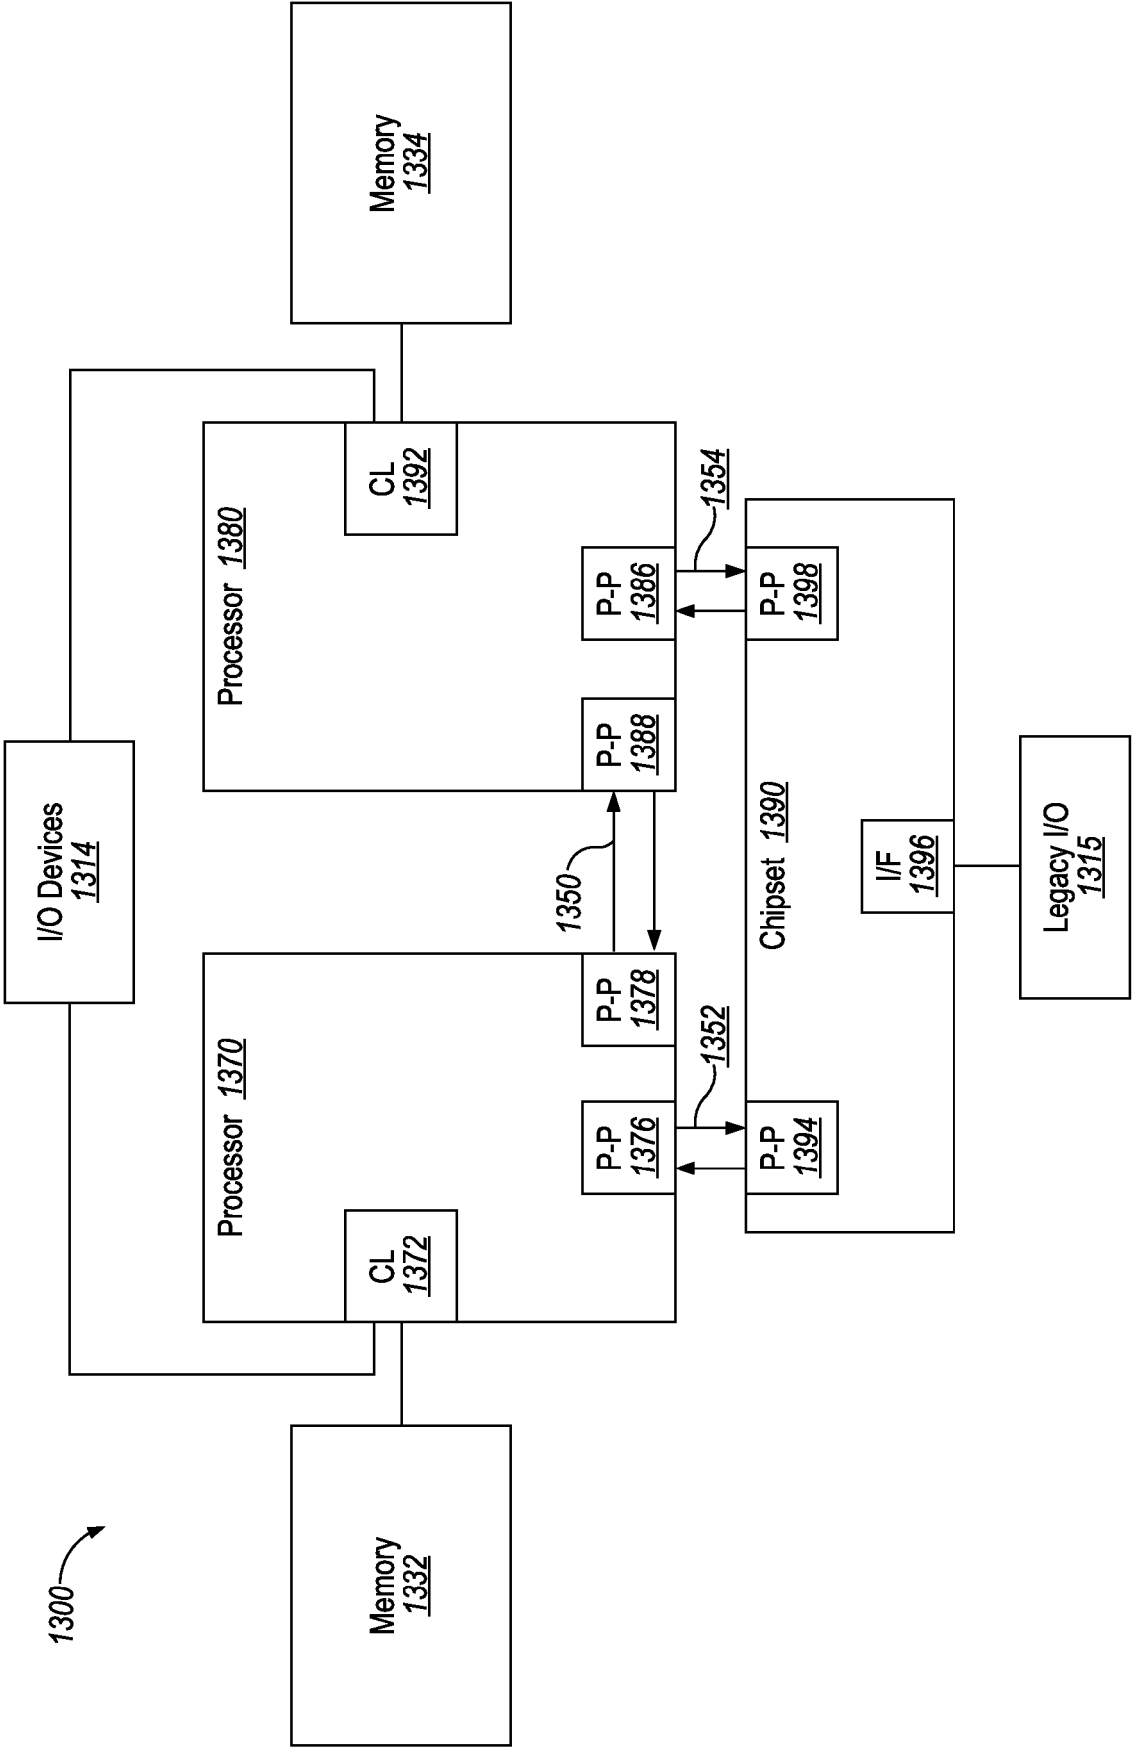 1300
I/O Devices
1314
Memory
1332
Processor 1370
CL
1372
P-P
1376
P-P
1378
1350
Processor 1380
CL
1392
P-P
1388
P-P
1386
Memory
1334
1352
1354
Chipset 1390
P-P
1394
P-P
1398
I/F
1396
Legacy I/O
1315